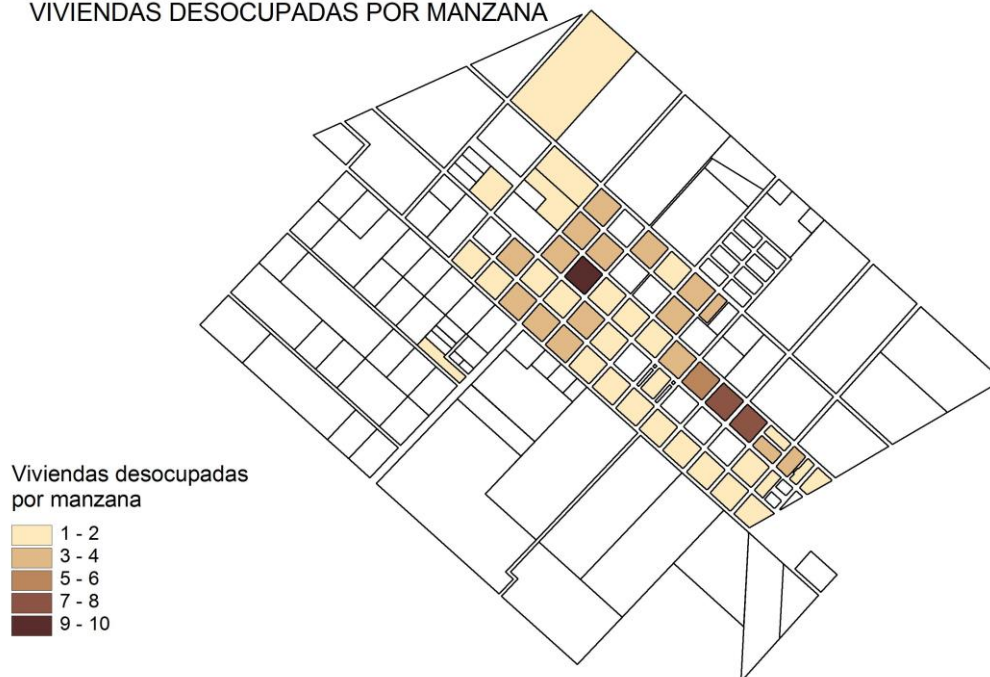 VIVIENDAS DESOCUPADAS POR MANZANA
Viviendas desocupadas
por manzana
1 - 2
3 - 4
5 - 6
7 - 8
9 - 10